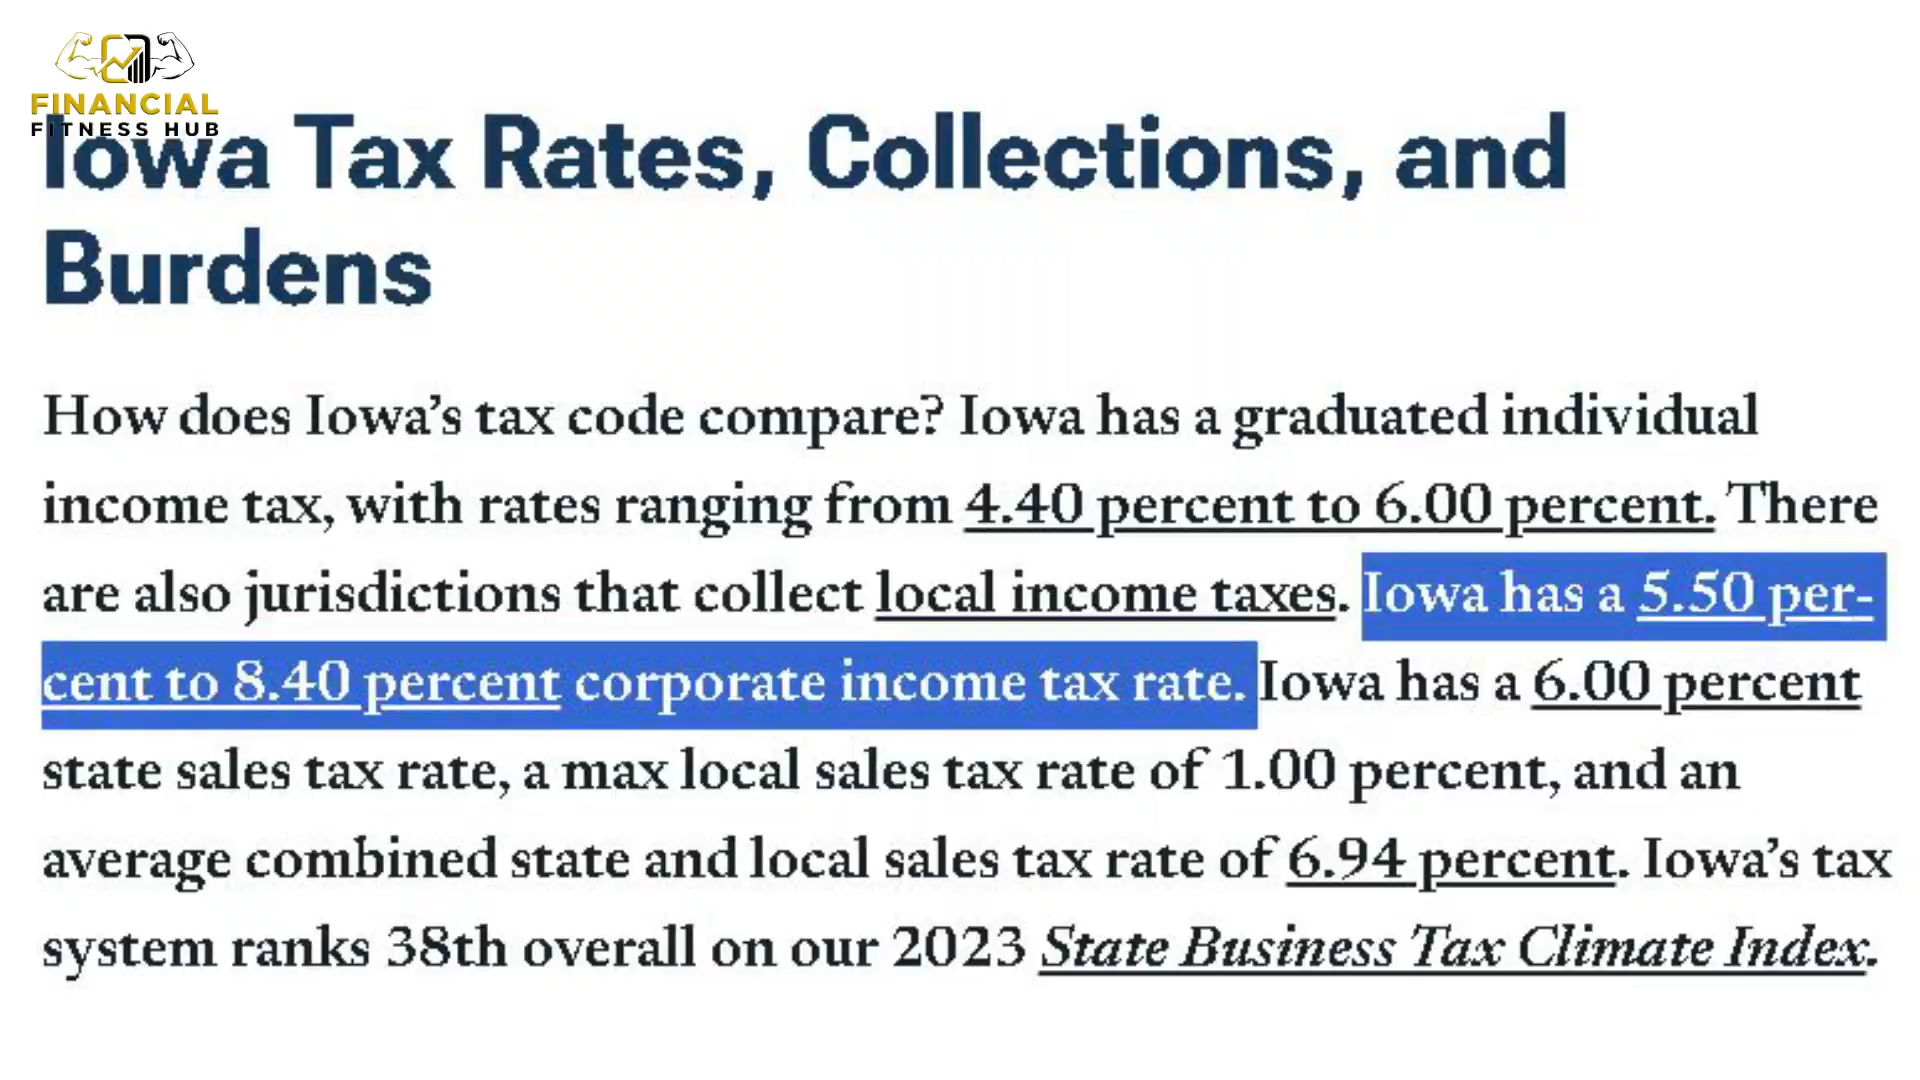 FINANCIAL
FITNESS HUB
Iowa Tax Rates, Collections, and
Burdens
How does Iowa’s tax code compare? Iowa has a graduated individual
income tax, with rates ranging from 4.40 percent to 6.00 percent. There
are also jurisdictions that collect local income taxes. Iowa has a 5.50 per-
cent to 8.40 percent corporate income tax rate. Iowa has a 6.00 percent
state sales tax rate, a max local sales tax rate of 1.00 percent, and an
average combined state and local sales tax rate of 6.94 percent. Iowa’s tax
system ranks 38th overall on our 2023 State Business Tax Climate Index.